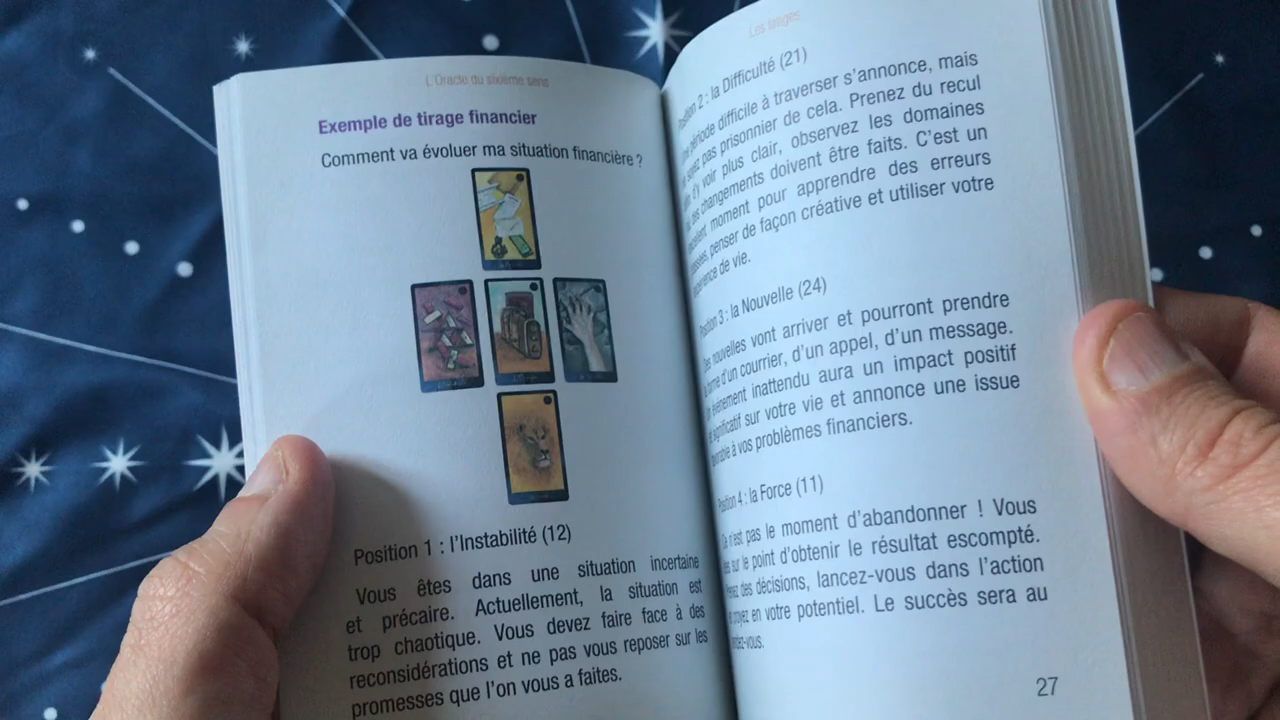 L'Oracle du sixième sens
Exemple de tirage financier
Comment va évoluer ma situation financière ?
Position 1 : l'Instabilité (12)
Vous êtes dans une situation incertaine
et précaire. Actuellement, la situation est
trop chaotique. Vous devez faire face à des
reconsidérations et ne pas vous reposer sur les
promesses que l'on vous a faites.
Les tirages
Position 2 : la Difficulté (21)
période difficile à traverser s'annonce, mais
pas prisonnier de cela. Prenez du recul
d'y voir plus clair, observez les domaines
des changements doivent être faits. C'est un
excellent moment pour apprendre des erreurs
penser de façon créative et utiliser votre
de vie.
Position 3 : la Nouvelle (24)
nouvelles vont arriver et pourront prendre
forme d'un courrier, d'un appel, d'un message.
événement inattendu aura un impact positif
significatif sur votre vie et annonce une issue
à vos problèmes financiers.
Position 4 : la Force (11)
n'est pas le moment d'abandonner ! Vous
sur le point d'obtenir le résultat escompté.
des décisions, lancez-vous dans l'action
croyez en votre potentiel. Le succès sera au
27